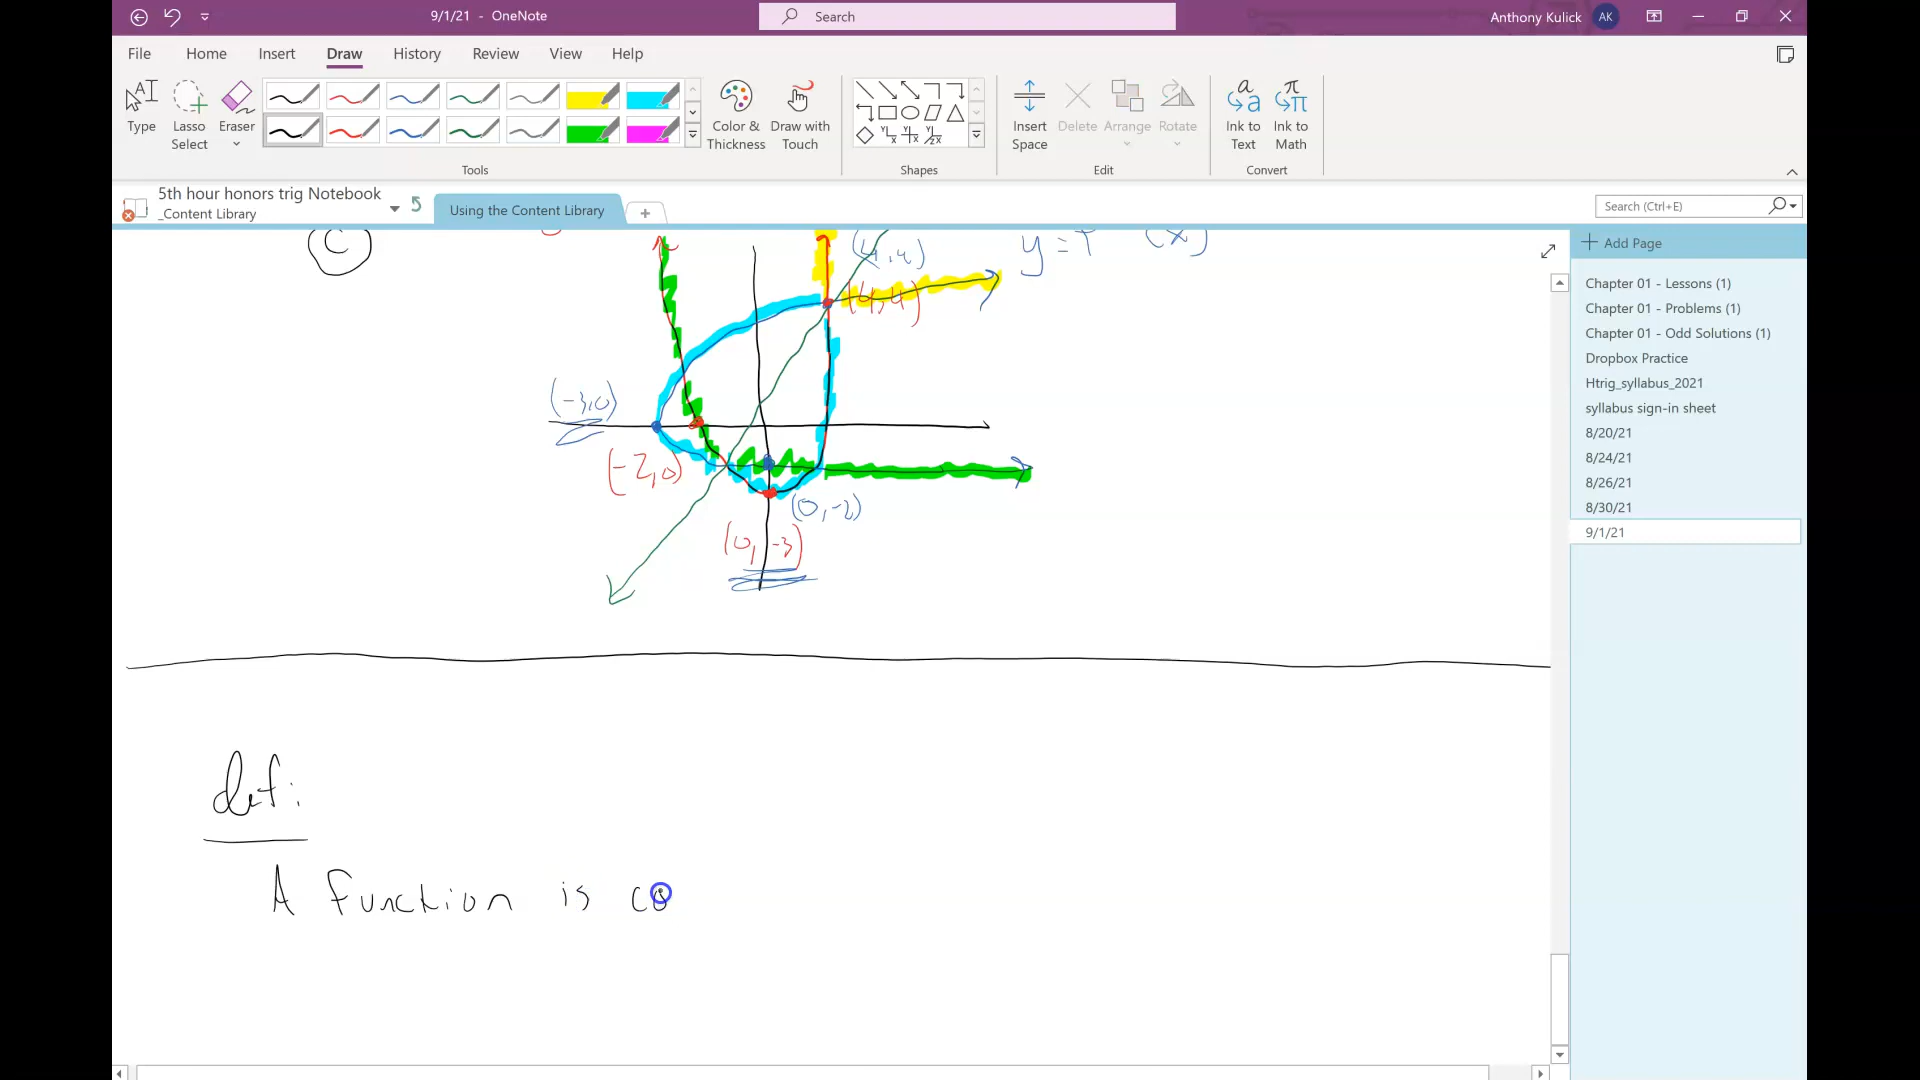 9/1/21 - OneNote
Search
Anthony Kulick AK
File Home Insert Draw History Review View Help
Type
Lasso Select
Eraser
Color & Thickness
Draw with Touch
Insert Space
Delete
Arrange
Rotate
Ink to Text
Ink to Math
Tools
Shapes
Edit
Convert
5th hour honors trig Notebook
_Content Library
Using the Content Library
Search (Ctrl+E)
Add Page
Chapter 01 - Lessons (1)
Chapter 01 - Problems (1)
Chapter 01 - Odd Solutions (1)
Dropbox Practice
Htrig_syllabus_2021
syllabus sign-in sheet
8/20/21
8/24/21
8/26/21
8/30/21
9/1/21
C
(4,4)
(x)
(4,4)
(-3,0)
(-2,0)
(0,-2)
(0,-3)
def:
A function is co